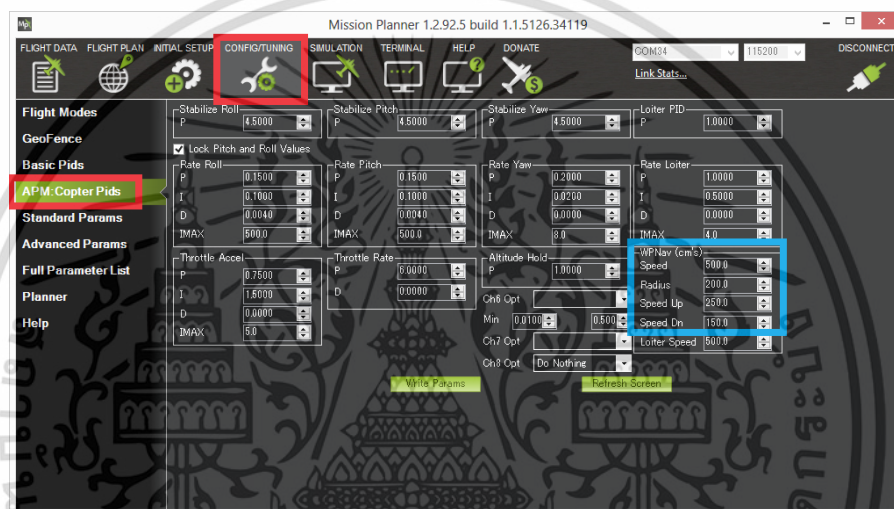 Mission Planner 1.2.92.5 build 1.1.5126.34119
FLIGHT DATA FLIGHT PLAN INITIAL SETUP CONFIG/TUNING SIMULATION TERMINAL HELP DONATE
COM34 115200
DISCONNECT
Link Stats...
Flight Modes
GeoFence
Basic Pids
APM:Copter Pids
Standard Params
Advanced Params
Full Parameter List
Planner
Help
Stabilize Roll
P 4.5000
Stabilize Pitch
P 4.5000
Stabilize Yaw
P 4.5000
Loiter PID
P 1.0000
Lock Pitch and Roll Values
Rate Roll
P 0.1500
I 0.1000
D 0.0040
IMAX 500.0
Rate Pitch
P 0.1500
I 0.1000
D 0.0040
IMAX 500.0
Rate Yaw
P 0.2000
I 0.0200
D 0.0000
IMAX 8.0
Rate Loiter
P 1.0000
I 0.5000
D 0.0000
IMAX 4.0
Throttle Accel
P 0.7500
I 1.5000
D 0.0000
IMAX 5.0
Throttle Rate
P 6.0000
D 0.0000
Altitude Hold
P 1.0000
Ch6 Opt
Min 0.0100 0.500
Ch7 Opt
Ch8 Opt Do Nothing
WPNav (cm's)
Speed 500.0
Radius 200.0
Speed Up 250.0
Speed Dn 150.0
Loiter Speed 500.0
Write Params
Refresh Screen